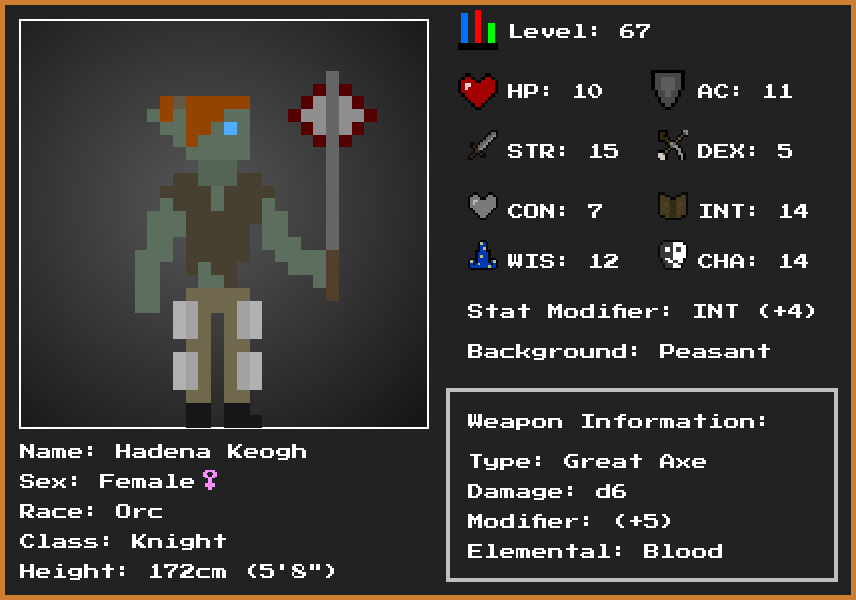 Level: 67
HP: 10
AC: 11
STR: 15
DEX: 5
CON: 7
INT: 14
WIS: 12
CHA: 14
Stat Modifier: INT (+4)
Background: Peasant
Weapon Information:
Type: Great Axe
Damage: d6
Modifier: (+5)
Elemental: Blood
Name: Hadena Keogh
Sex: Female♀
Race: Orc
Class: Knight
Height: 172cm (5'8")